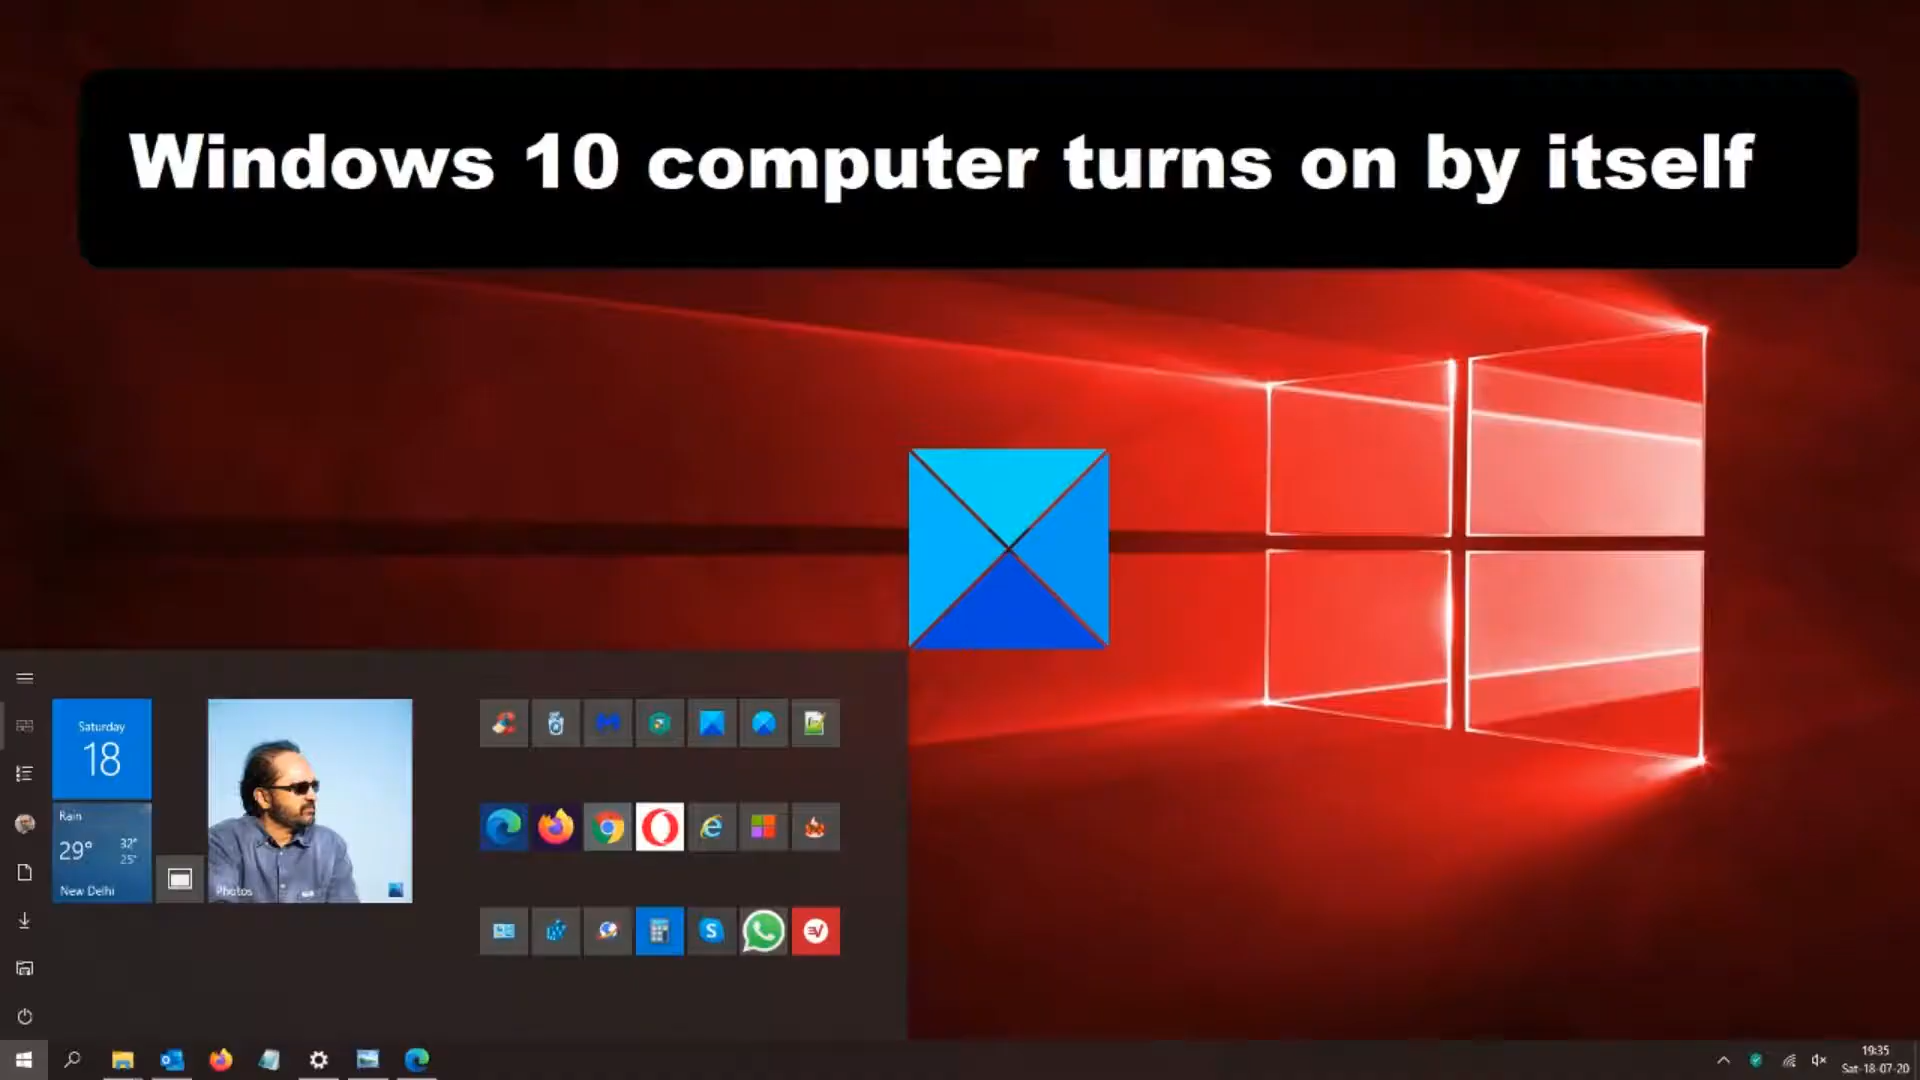 Windows 10 computer turns on by itself
Saturday
18
Rain
29°
32°
25°
New Delhi
Photos
19:35
Sat-18-07-20